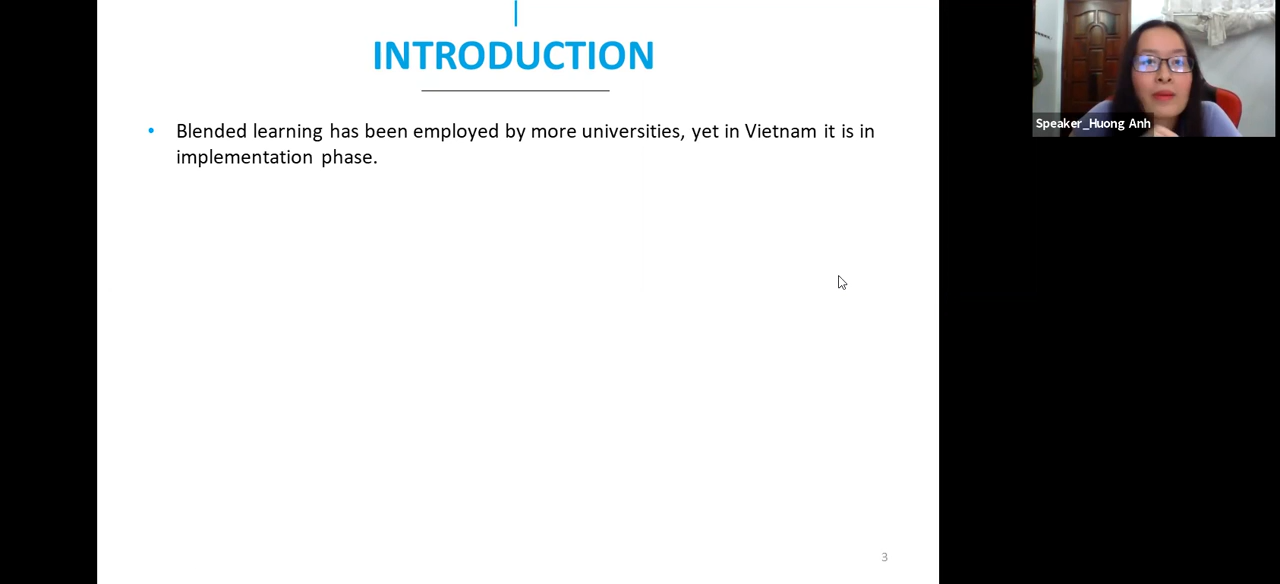 INTRODUCTION
• Blended learning has been employed by more universities, yet in Vietnam it is in
implementation phase.
Speaker_Huong Anh
3